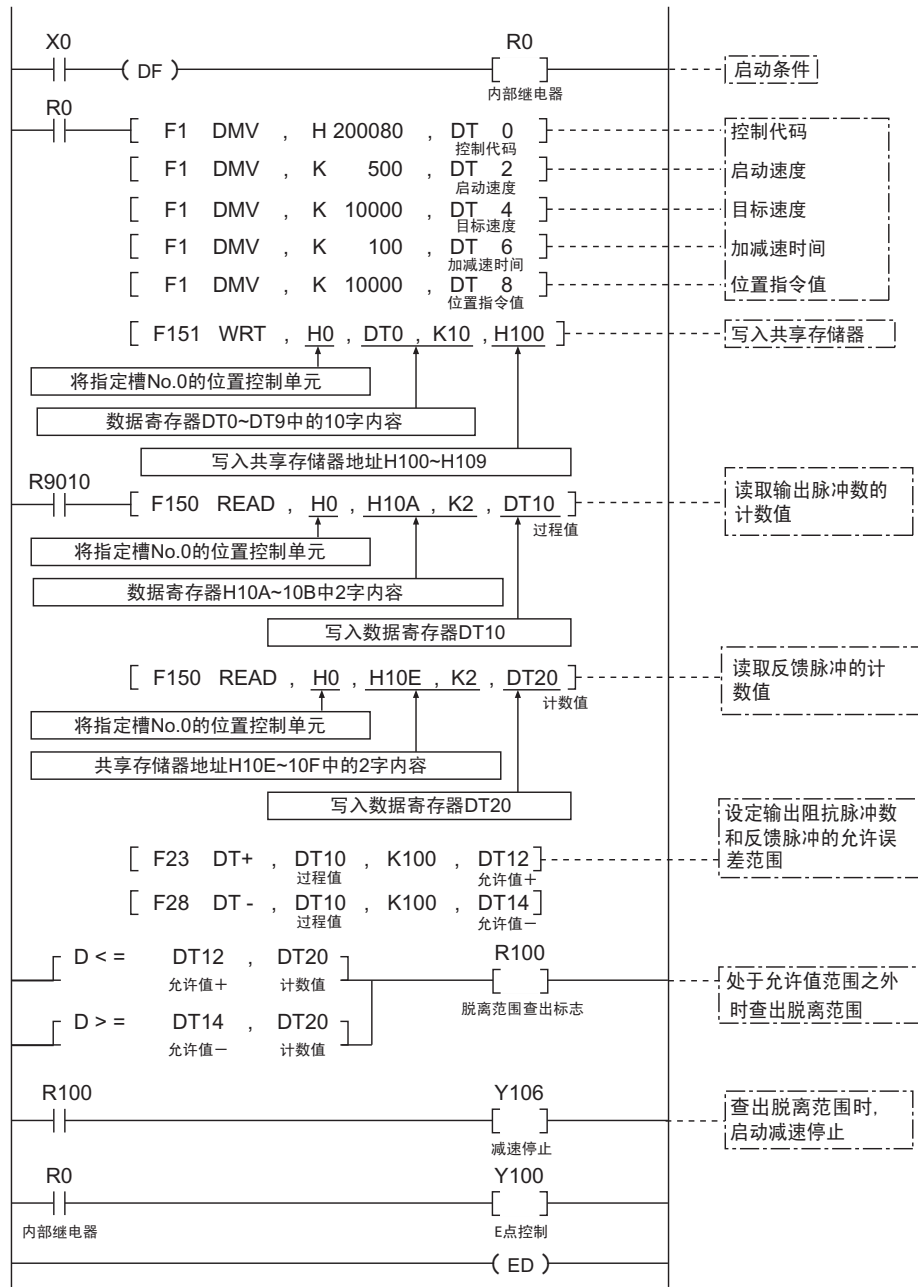 X0
( DF )
R0
内部继电器
启动条件
R0
[ F1 DMV , H 200080 , DT 0 ]
控制代码
控制代码
[ F1 DMV , K 500 , DT 2 ]
启动速度
启动速度
[ F1 DMV , K 10000 , DT 4 ]
目标速度
目标速度
[ F1 DMV , K 100 , DT 6 ]
加减速时间
加减速时间
[ F1 DMV , K 10000 , DT 8 ]
位置指令值
位置指令值
[ F151 WRT , H0 , DT0 , K10 , H100 ]
写入共享存储器
将指定槽No.0的位置控制单元
数据寄存器DT0~DT9中的10字内容
写入共享存储器地址H100~H109
R9010
[ F150 READ , H0 , H10A , K2 , DT10 ]
过程值
读取输出脉冲数的
计数值
将指定槽No.0的位置控制单元
数据寄存器H10A~10B中2字内容
写入数据寄存器DT10
[ F150 READ , H0 , H10E , K2 , DT20 ]
计数值
读取反馈脉冲的计
数值
将指定槽No.0的位置控制单元
共享存储器地址H10E~10F中的2字内容
写入数据寄存器DT20
设定输出阻抗脉冲数
和反馈脉冲的允许误
差范围
[ F23 DT+ , DT10 , K100 , DT12 ]
过程值 允许值＋
[ F28 DT - , DT10 , K100 , DT14 ]
过程值 允许值－
D < = DT12 , DT20
允许值＋ 计数值
R100
脱离范围查出标志
处于允许值范围之外
时查出脱离范围
D > = DT14 , DT20
允许值－ 计数值
R100
Y106
减速停止
查出脱离范围时,
启动减速停止
R0
内部继电器
Y100
E点控制
( ED )